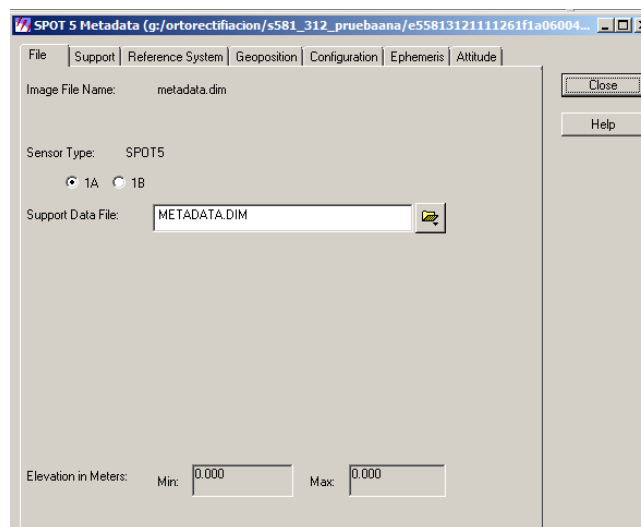 SPOT 5 Metadata (g:/ortorectifiacion/s581_312_pruebaana/e55813121111261f1a06004...
File Support Reference System Geoposition Configuration Ephemeris Attitude
Close
Image File Name: metadata.dim
Help
Sensor Type: SPOT5
1A 1B
Support Data File: METADATA.DIM
Elevation in Meters: Min: 0.000 Max: 0.000